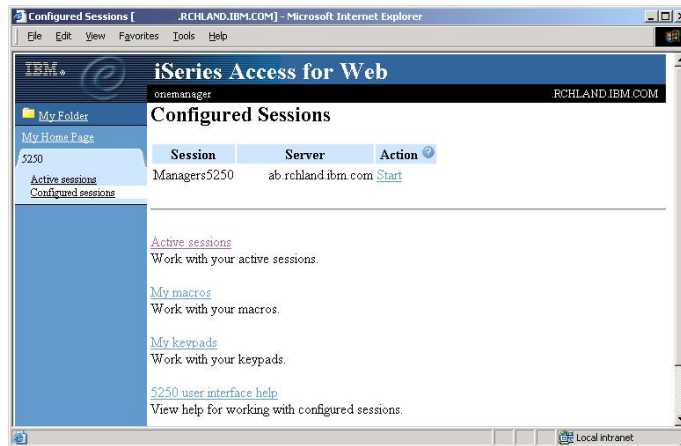 Configured Sessions [ .RCHLAND.IBM.COM] - Microsoft Internet Explorer
File Edit View Favorites Tools Help
IBM. e
iSeries Access for Web
onemanager .RCHLAND.IBM.COM
My Folder
My Home Page
5250
Active sessions
Configured sessions
Configured Sessions
Session Server Action ?
Managers5250 ab.rchland.ibm.com Start
Active sessions
Work with your active sessions.
My macros
Work with your macros.
My keypads
Work with your keypads.
5250 user interface help
View help for working with configured sessions.
Local intranet